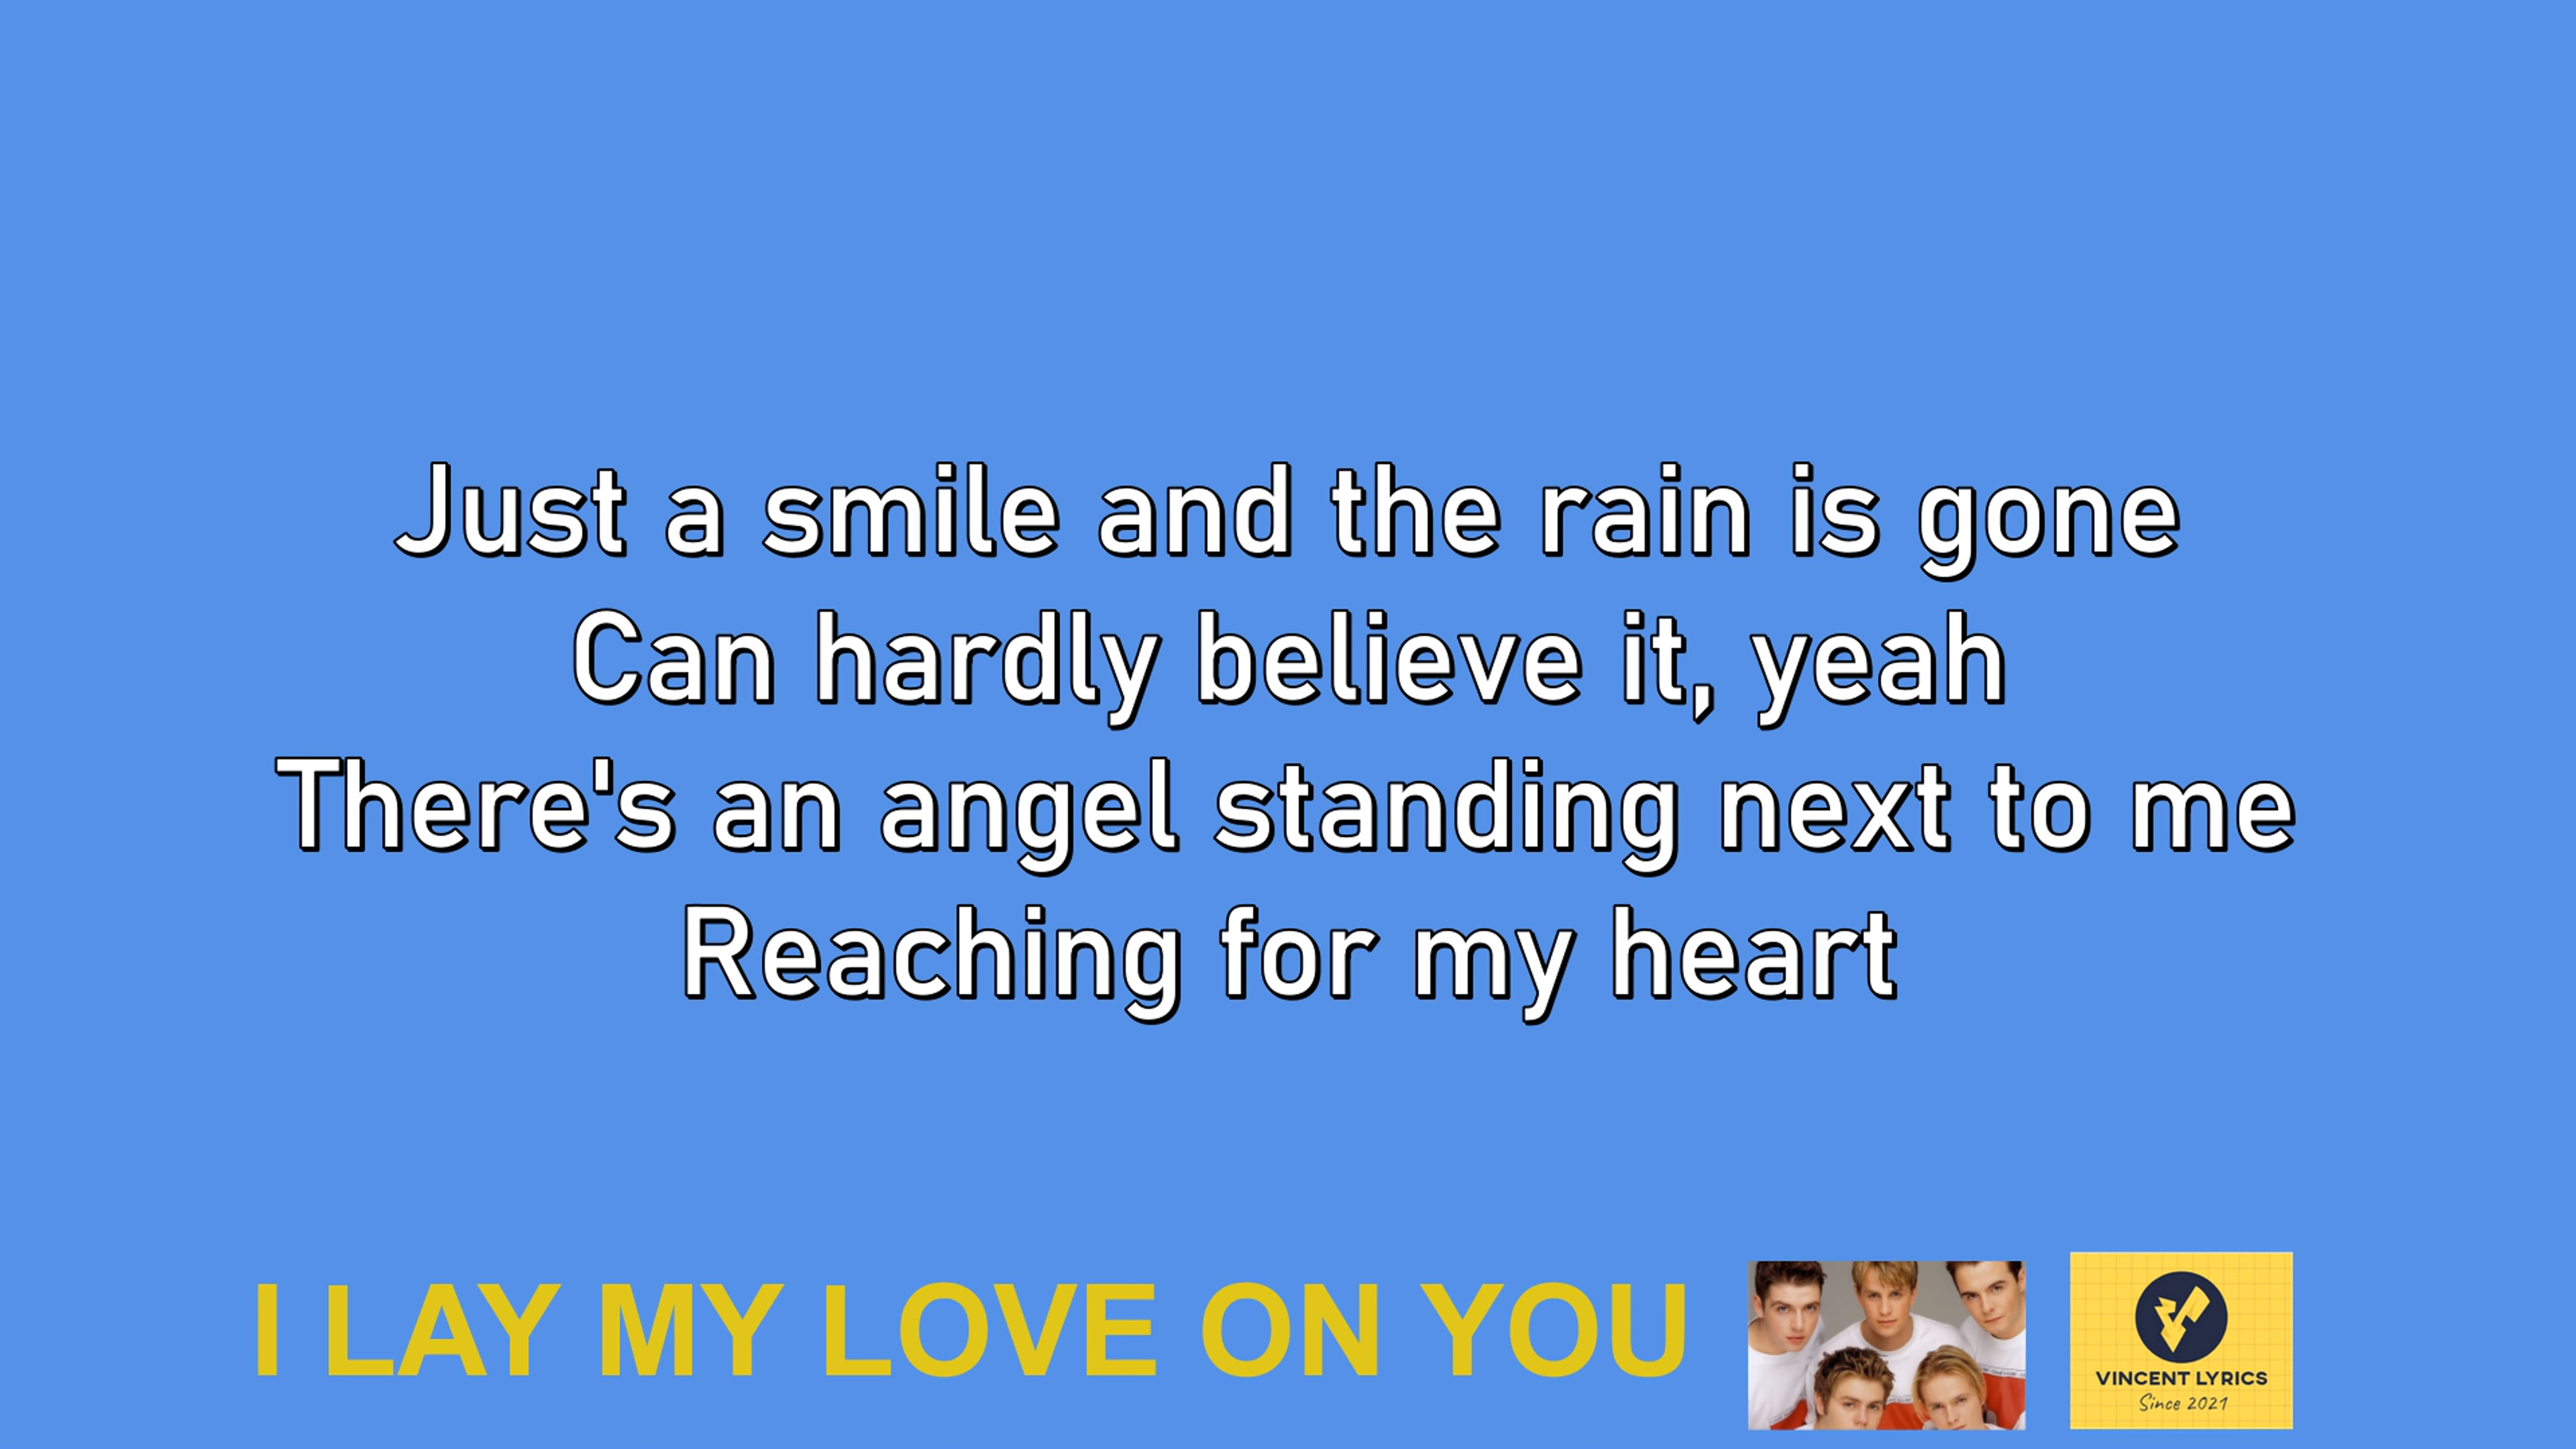 Just a smile and the rain is gone
Can hardly believe it, yeah
There's an angel standing next to me
Reaching for my heart
I LAY MY LOVE ON YOU
VINCENT LYRICS
Since 2021